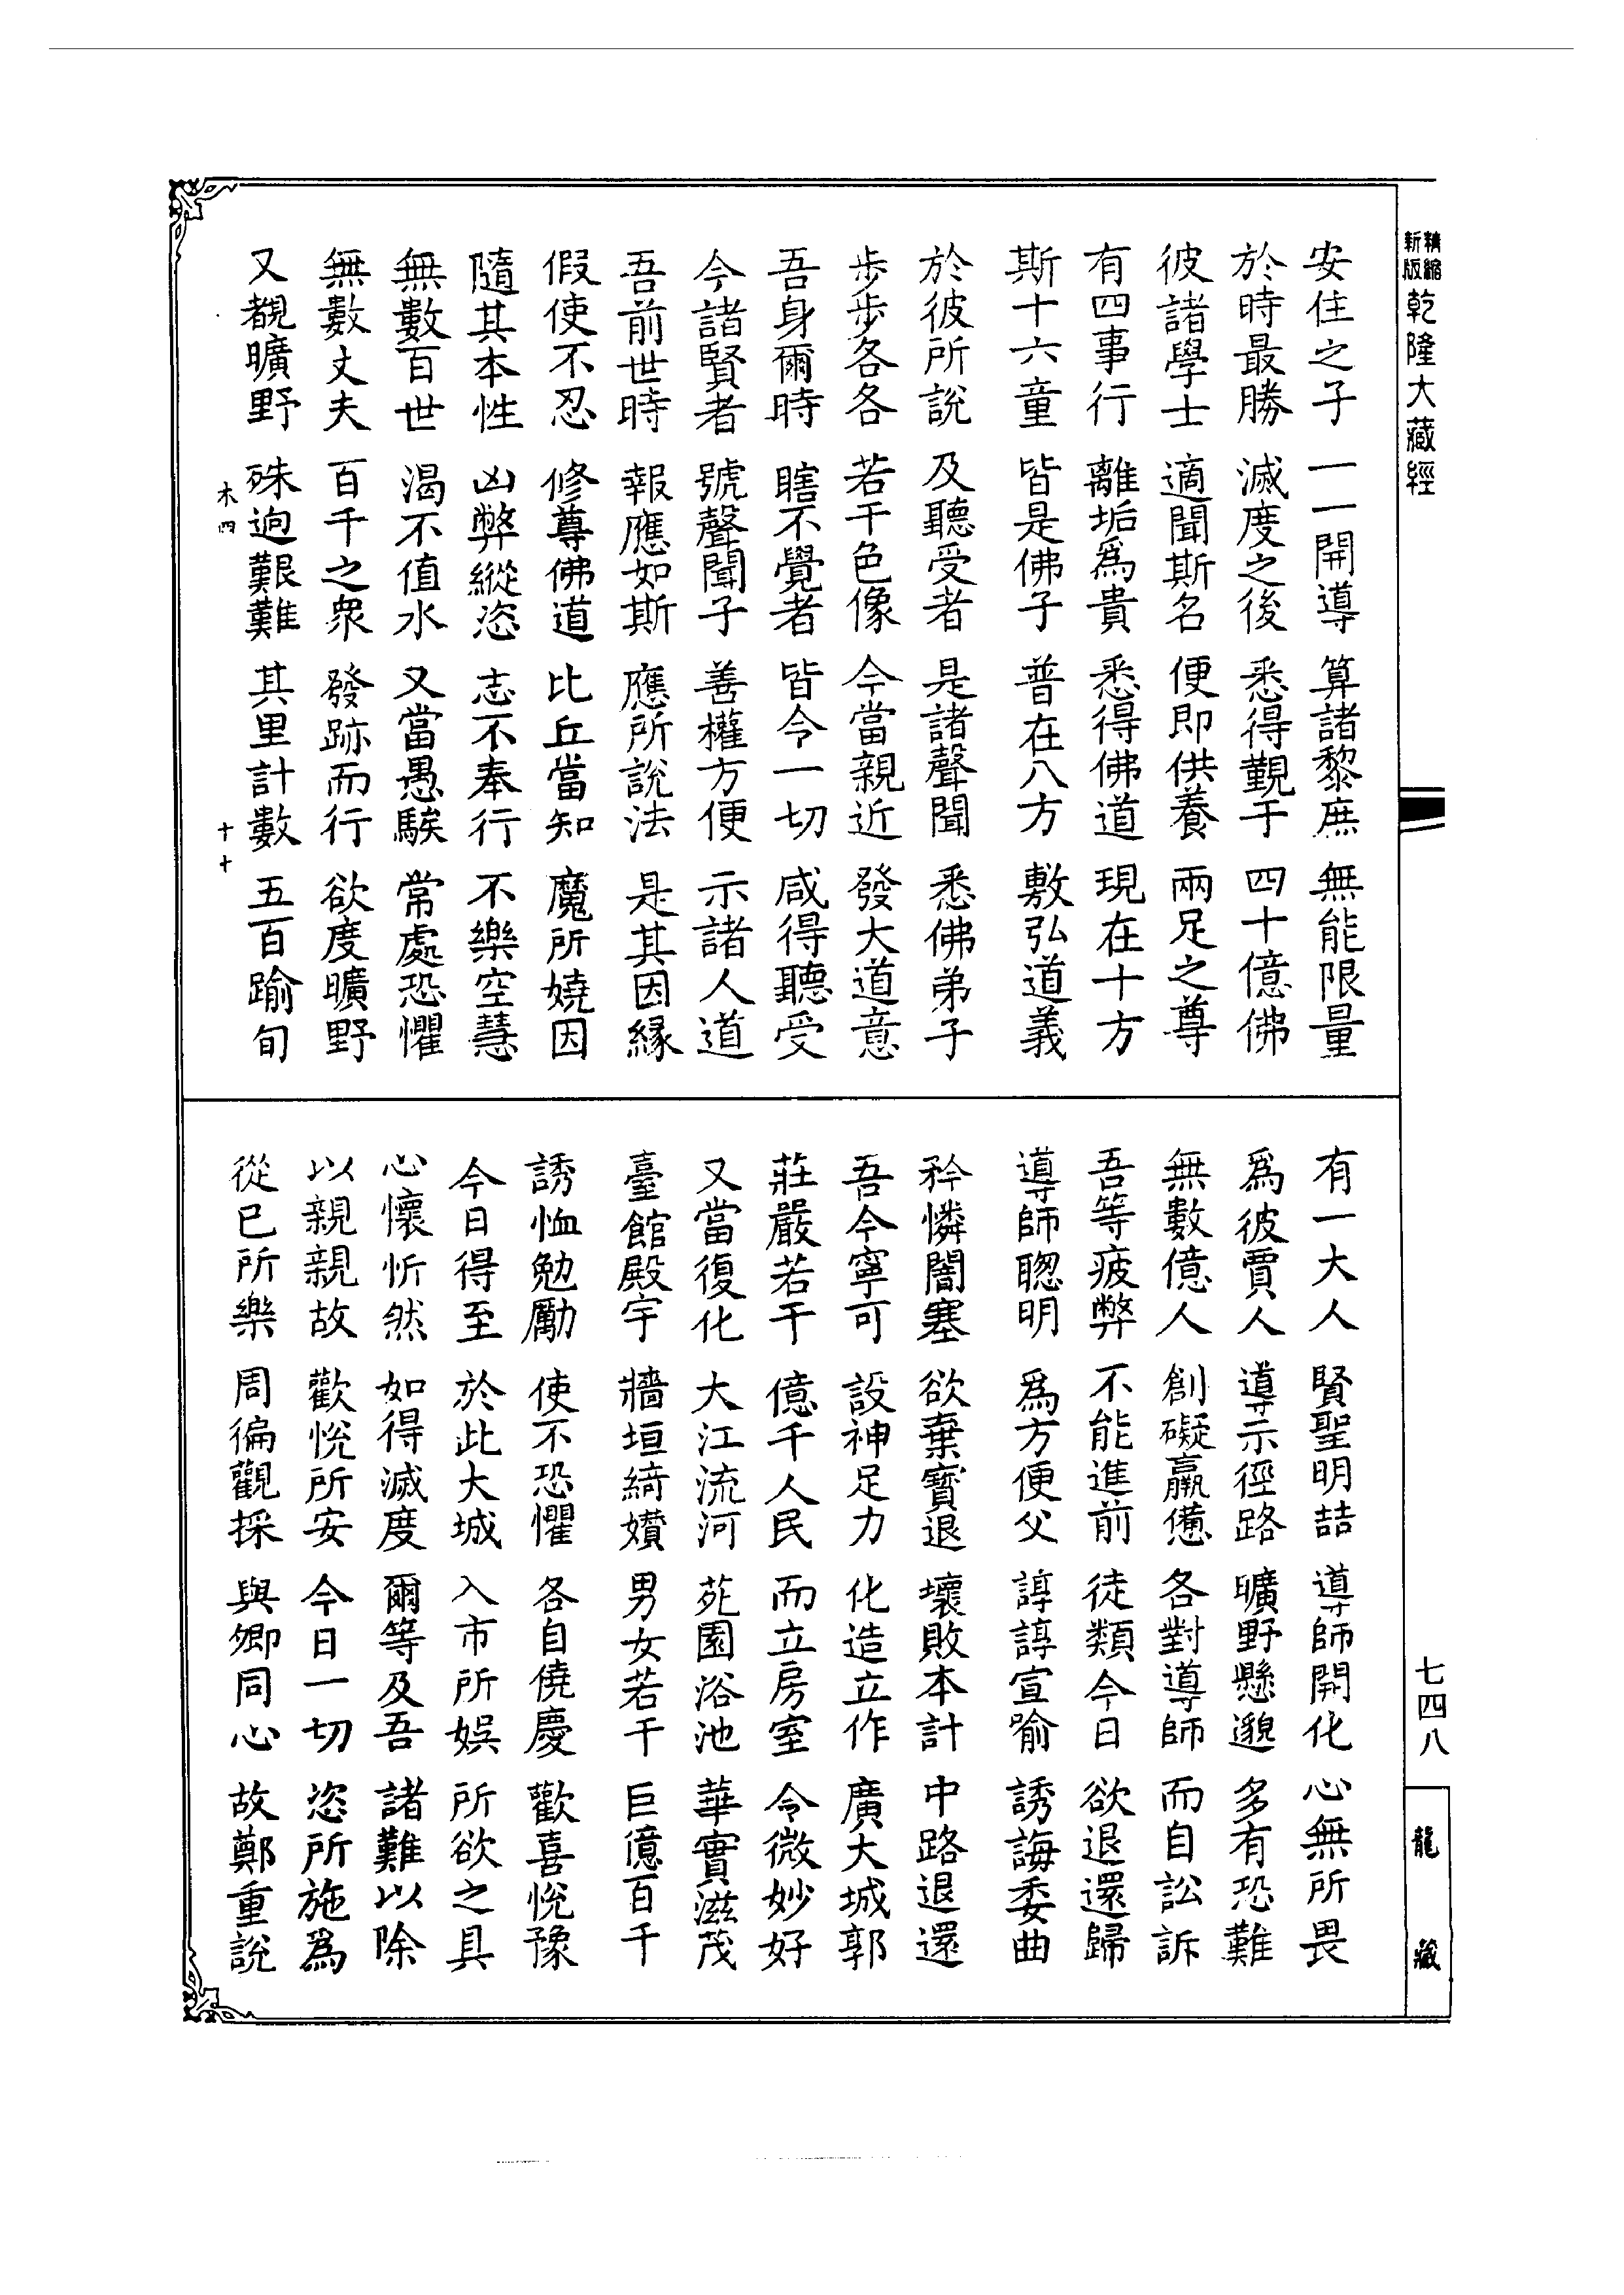 精縮
新版
乾隆大藏經
安住之子 一一開導 算諸黎庶 無能限量
於時最勝 滅度之後 悉得覲于 四十億佛
彼諸學士 適聞斯名 便即供養 兩足之尊
有四事行 離垢爲貴 悉得佛道 現在十方
斯十六童 皆是佛子 普在八方 敷弘道義
於彼所說 及聽受者 是諸聲聞 悉佛弟子
步步各各 若干色像 今當親近 發大道意
吾身爾時 瞎不覺者 皆令一切 咸得聽受
今諸賢者 號聲聞子 善權方便 示諸人道
吾前世時 報應如斯 應所說法 是其因緣
假使不忍 修尊佛道 比丘當知 魔所嬈因
隨其本性 凶弊縱恣 志不奉行 不樂空慧
無數百世 渴不值水 又當愚騃 常處恐懼
無數丈夫 百千之衆 發跡而行 欲度曠野
又覩曠野 殊逈艱難 其里計數 五百踰旬
木四
十十
有一大人 賢聖明喆 導師開化 心無所畏
爲彼賈人 導示徑路 曠野懸邈 多有恐難
無數億人 創礙羸憊 各對導師 而自訟訴
吾等疲弊 不能進前 徒類今日 欲退還歸
導師聰明 爲方便父 諄諄宣喻 誘誨委曲
矜憐闇塞 欲棄寶退 壞敗本計 中路退還
吾今寧可 設神足力 化造立作 廣大城郭
莊嚴若干 億千人民 而立房室 令微妙好
又當復化 大江流河 苑園浴池 華實滋茂
臺館殿宇 牆垣綺㜺 男女若干 巨億百千
誘恤勉勵 使不恐懼 各自僥慶 歡喜悅豫
今日得至 於此大城 入市所娛 所欲之具
心懷忻然 如得滅度 爾等及吾 諸難以除
以親親故 歡悅所安 今日一切 恣所施爲
從已所樂 周徧觀採 與卿同心 故鄭重說
七四八
龍藏